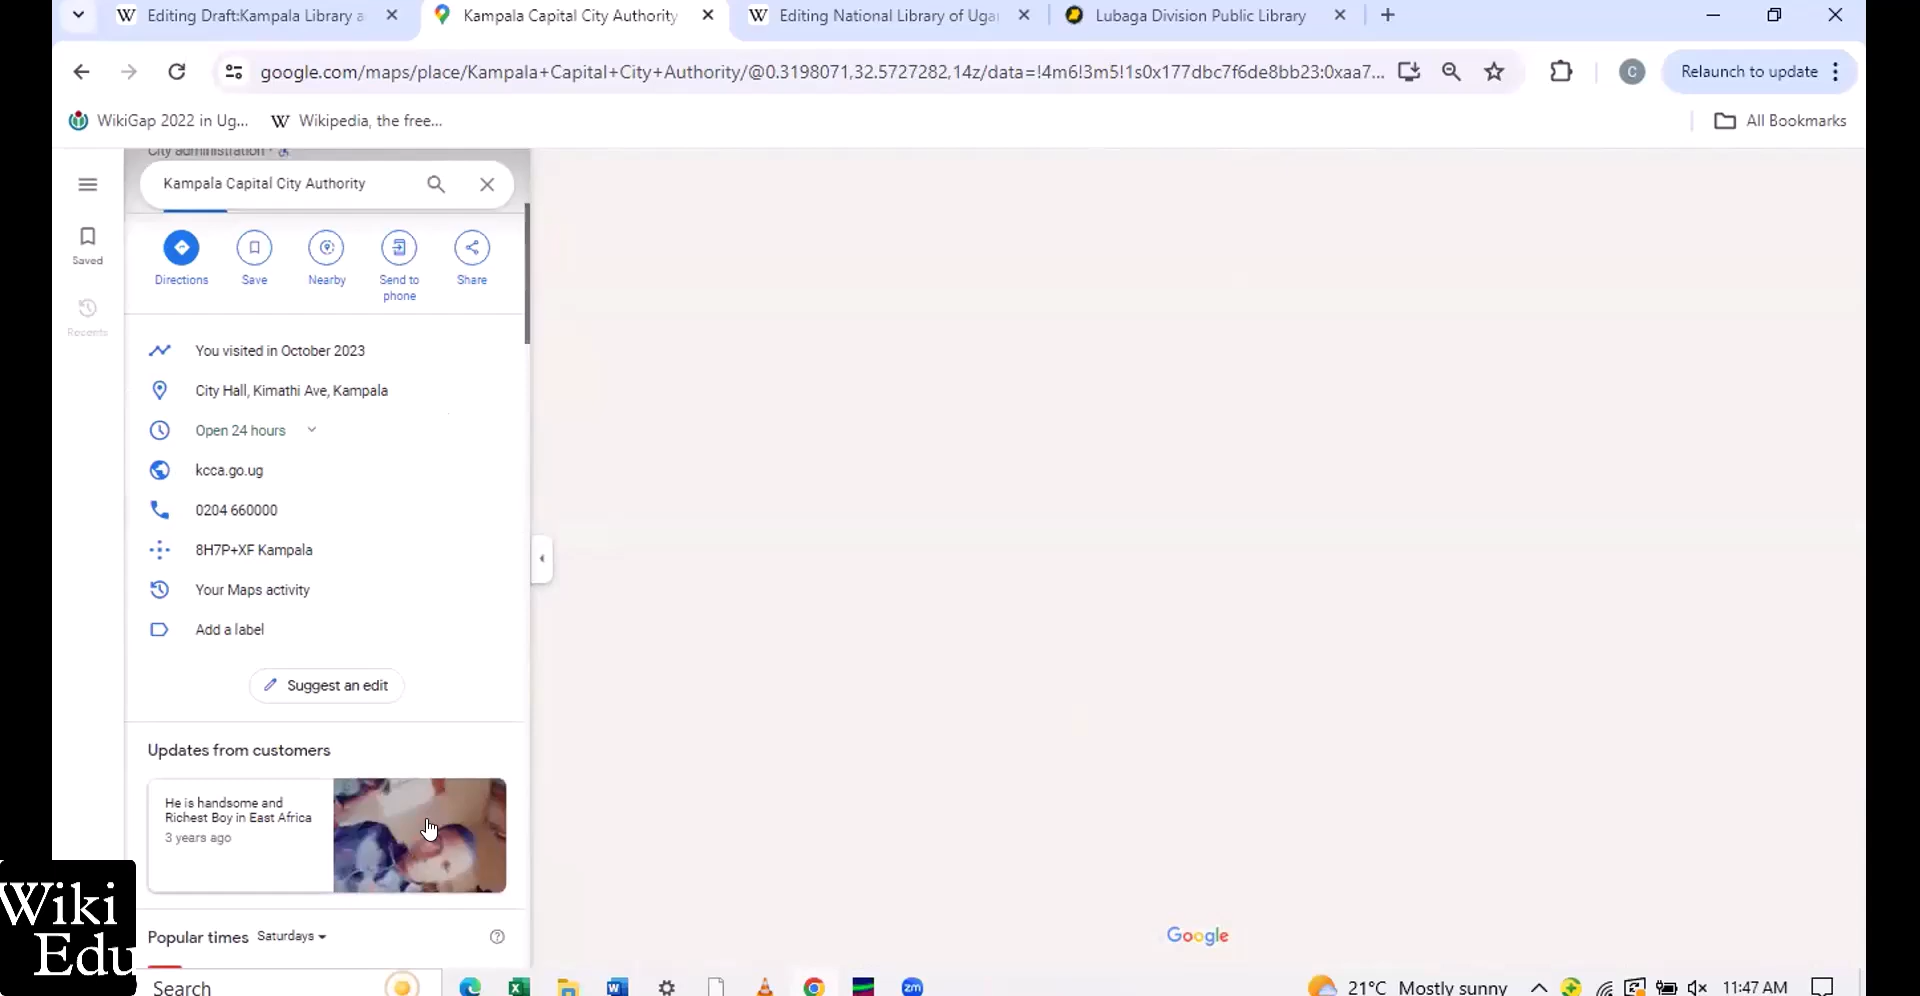 Editing Draft:Kampala Library a
Kampala Capital City Authority
Editing National Library of Ugan
Lubaga Division Public Library
google.com/maps/place/Kampala+Capital+City+Authority/@0.3198071,32.5727282,14z/data=!4m6!3m5!1s0x177dbc7f6de8bb23:0xaa7...
C
Relaunch to update
WikiGap 2022 in Ug...
Wikipedia, the free...
All Bookmarks
City administration
Kampala Capital City Authority
Saved
Recents
Directions
Save
Nearby
Send to
phone
Share
You visited in October 2023
City Hall, Kimathi Ave, Kampala
Open 24 hours
kcca.go.ug
0204 660000
8H7P+XF Kampala
Your Maps activity
Add a label
Suggest an edit
Updates from customers
He is handsome and
Richest Boy in East Africa
3 years ago
Popular times Saturdays
Google
Wiki
Edu
Search
zm
21°C Mostly sunny
11:47 AM